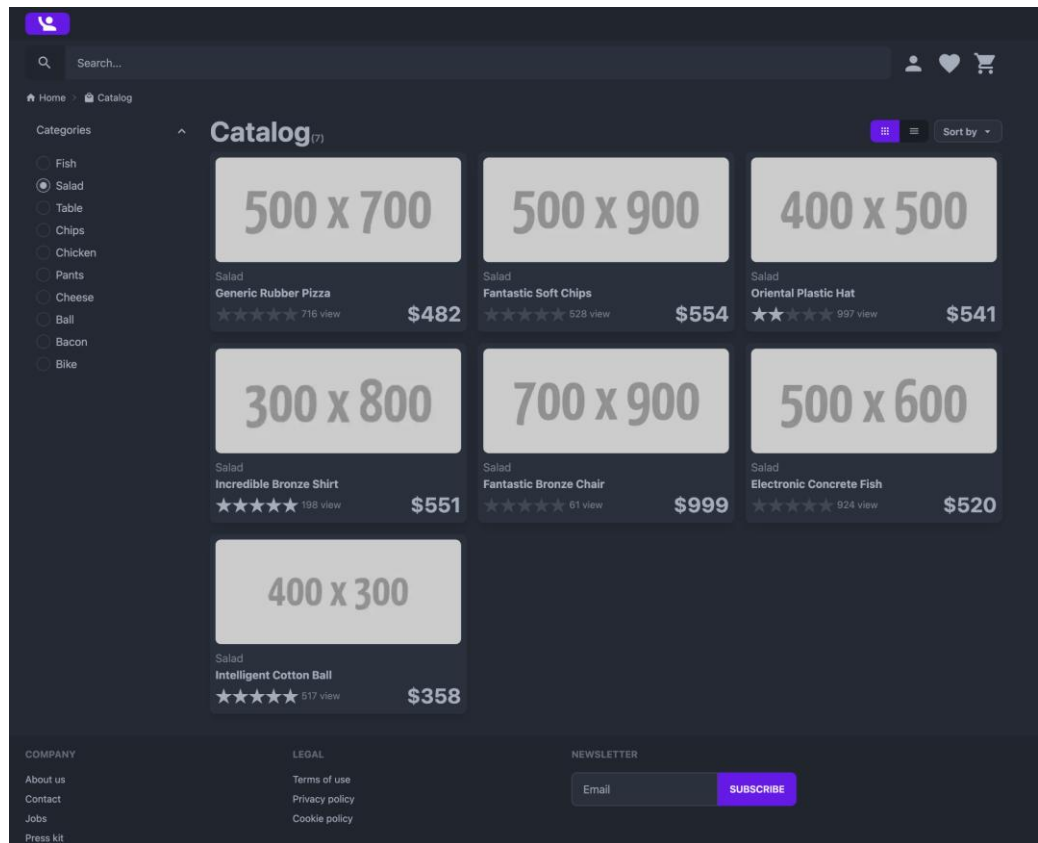 Search...
Home > Catalog
Categories
Fish
Salad
Table
Chips
Chicken
Pants
Cheese
Ball
Bacon
Bike
Catalog(7)
Sort by
500 x 700
Salad
Generic Rubber Pizza
716 view
$482
500 x 900
Salad
Fantastic Soft Chips
528 view
$554
400 x 500
Salad
Oriental Plastic Hat
997 view
$541
300 x 800
Salad
Incredible Bronze Shirt
198 view
$551
700 x 900
Salad
Fantastic Bronze Chair
61 view
$999
500 x 600
Salad
Electronic Concrete Fish
924 view
$520
400 x 300
Salad
Intelligent Cotton Ball
517 view
$358
COMPANY
About us
Contact
Jobs
Press kit
LEGAL
Terms of use
Privacy policy
Cookie policy
NEWSLETTER
Email
SUBSCRIBE